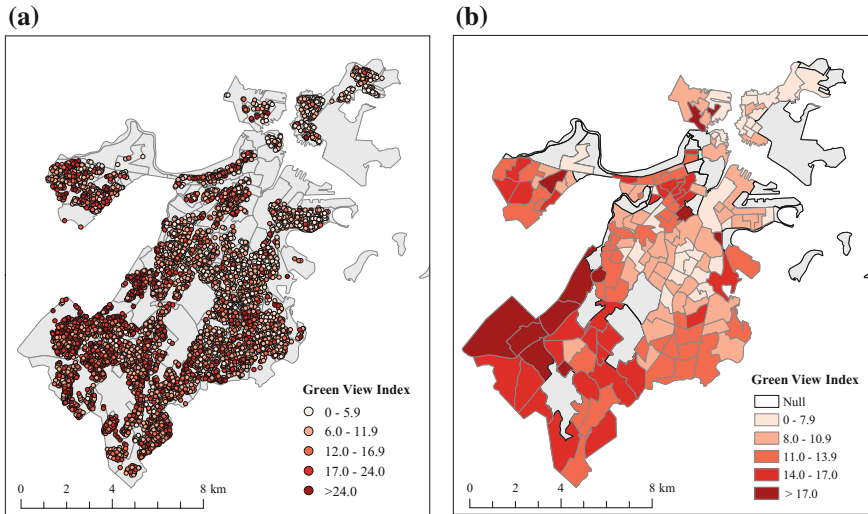 (a)
Green View Index
0 - 5.9
6.0 - 11.9
12.0 - 16.9
17.0 - 24.0
>24.0
0 2 4 8 km
(b)
Green View Index
Null
0 - 7.9
8.0 - 10.9
11.0 - 13.9
14.0 - 17.0
> 17.0
0 2 4 8 km